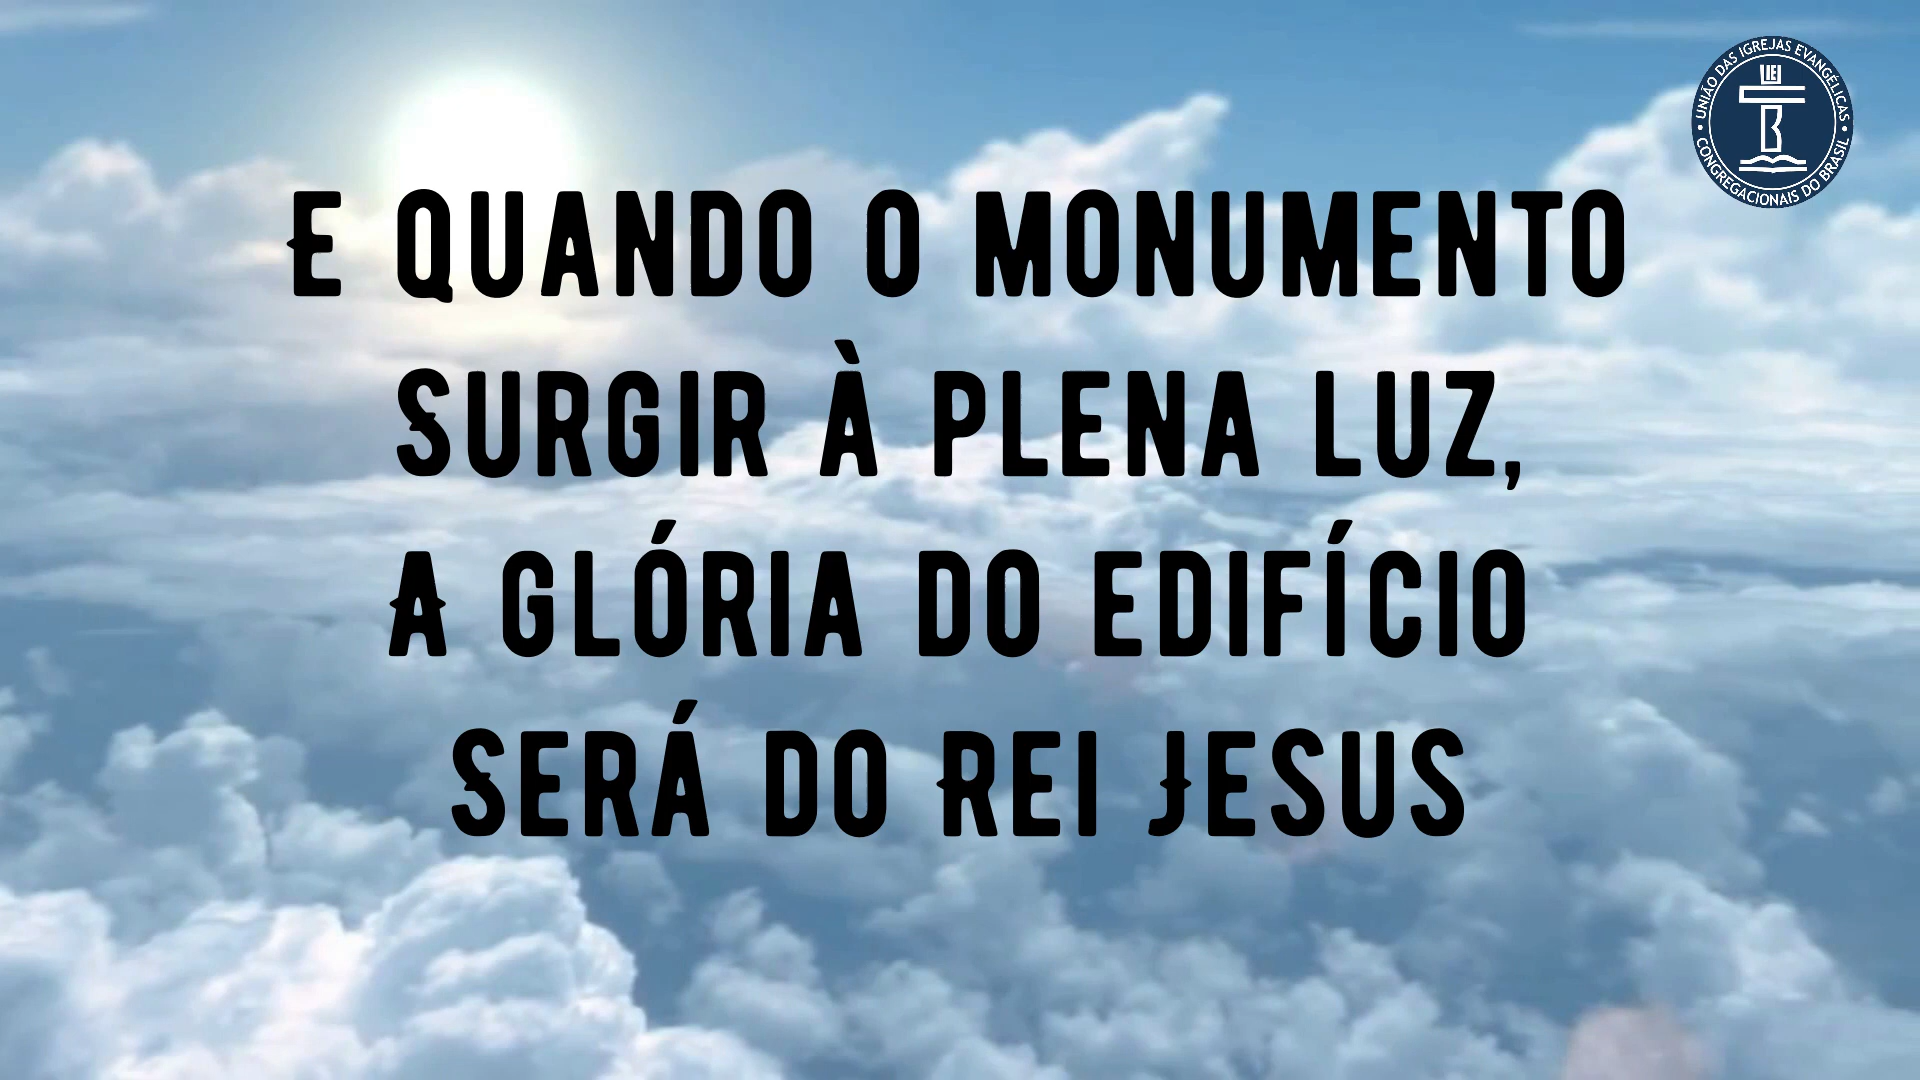 UNIÃO DAS IGREJAS EVANGÉLICAS
CONGREGACIONAIS DO BRASIL
E QUANDO O MONUMENTO
SURGIR À PLENA LUZ,
A GLÓRIA DO EDIFÍCIO
SERÁ DO REI JESUS